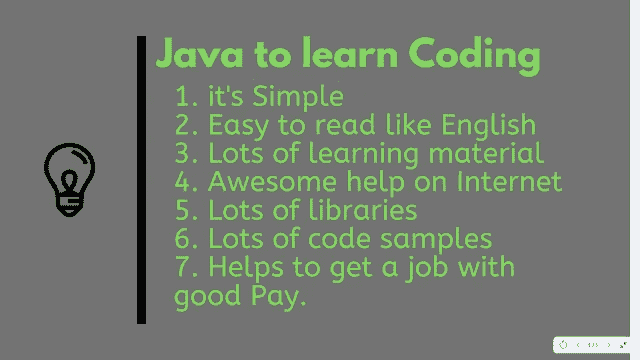 Java to learn Coding
1. it's Simple
2. Easy to read like English
3. Lots of learning material
4. Awesome help on Internet
5. Lots of libraries
6. Lots of code samples
7. Helps to get a job with
good Pay.